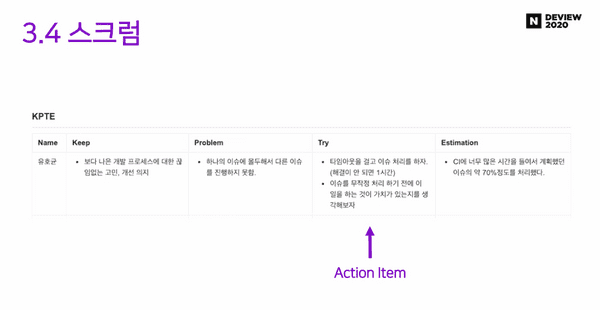 3.4 스크럼
N DEVIEW
2020
KPTE
Name Keep Problem Try Estimation
유호균
• 보다 나은 개발 프로세스에 대한 끊
임없는 고민, 개선 의지
• 하나의 이슈에 몰두해서 다른 이슈
를 진행하지 못함.
• 타임아웃을 걸고 이슈 처리를 하자.
(해결이 안 되면 1시간)
• 이슈를 무작정 처리 하기 전에 이
일을 하는 것이 가치가 있는지를 생
각해보자
• CI에 너무 많은 시간을 들여서 계획했던
이슈의 약 70%정도를 처리했다.
Action Item